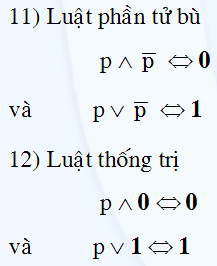 11) Luật phần tử bù
p ∧ p̅ ⇔ 0
và p ∨ p̅ ⇔ 1
12) Luật thống trị
p ∧ 0 ⇔ 0
và p ∨ 1 ⇔ 1